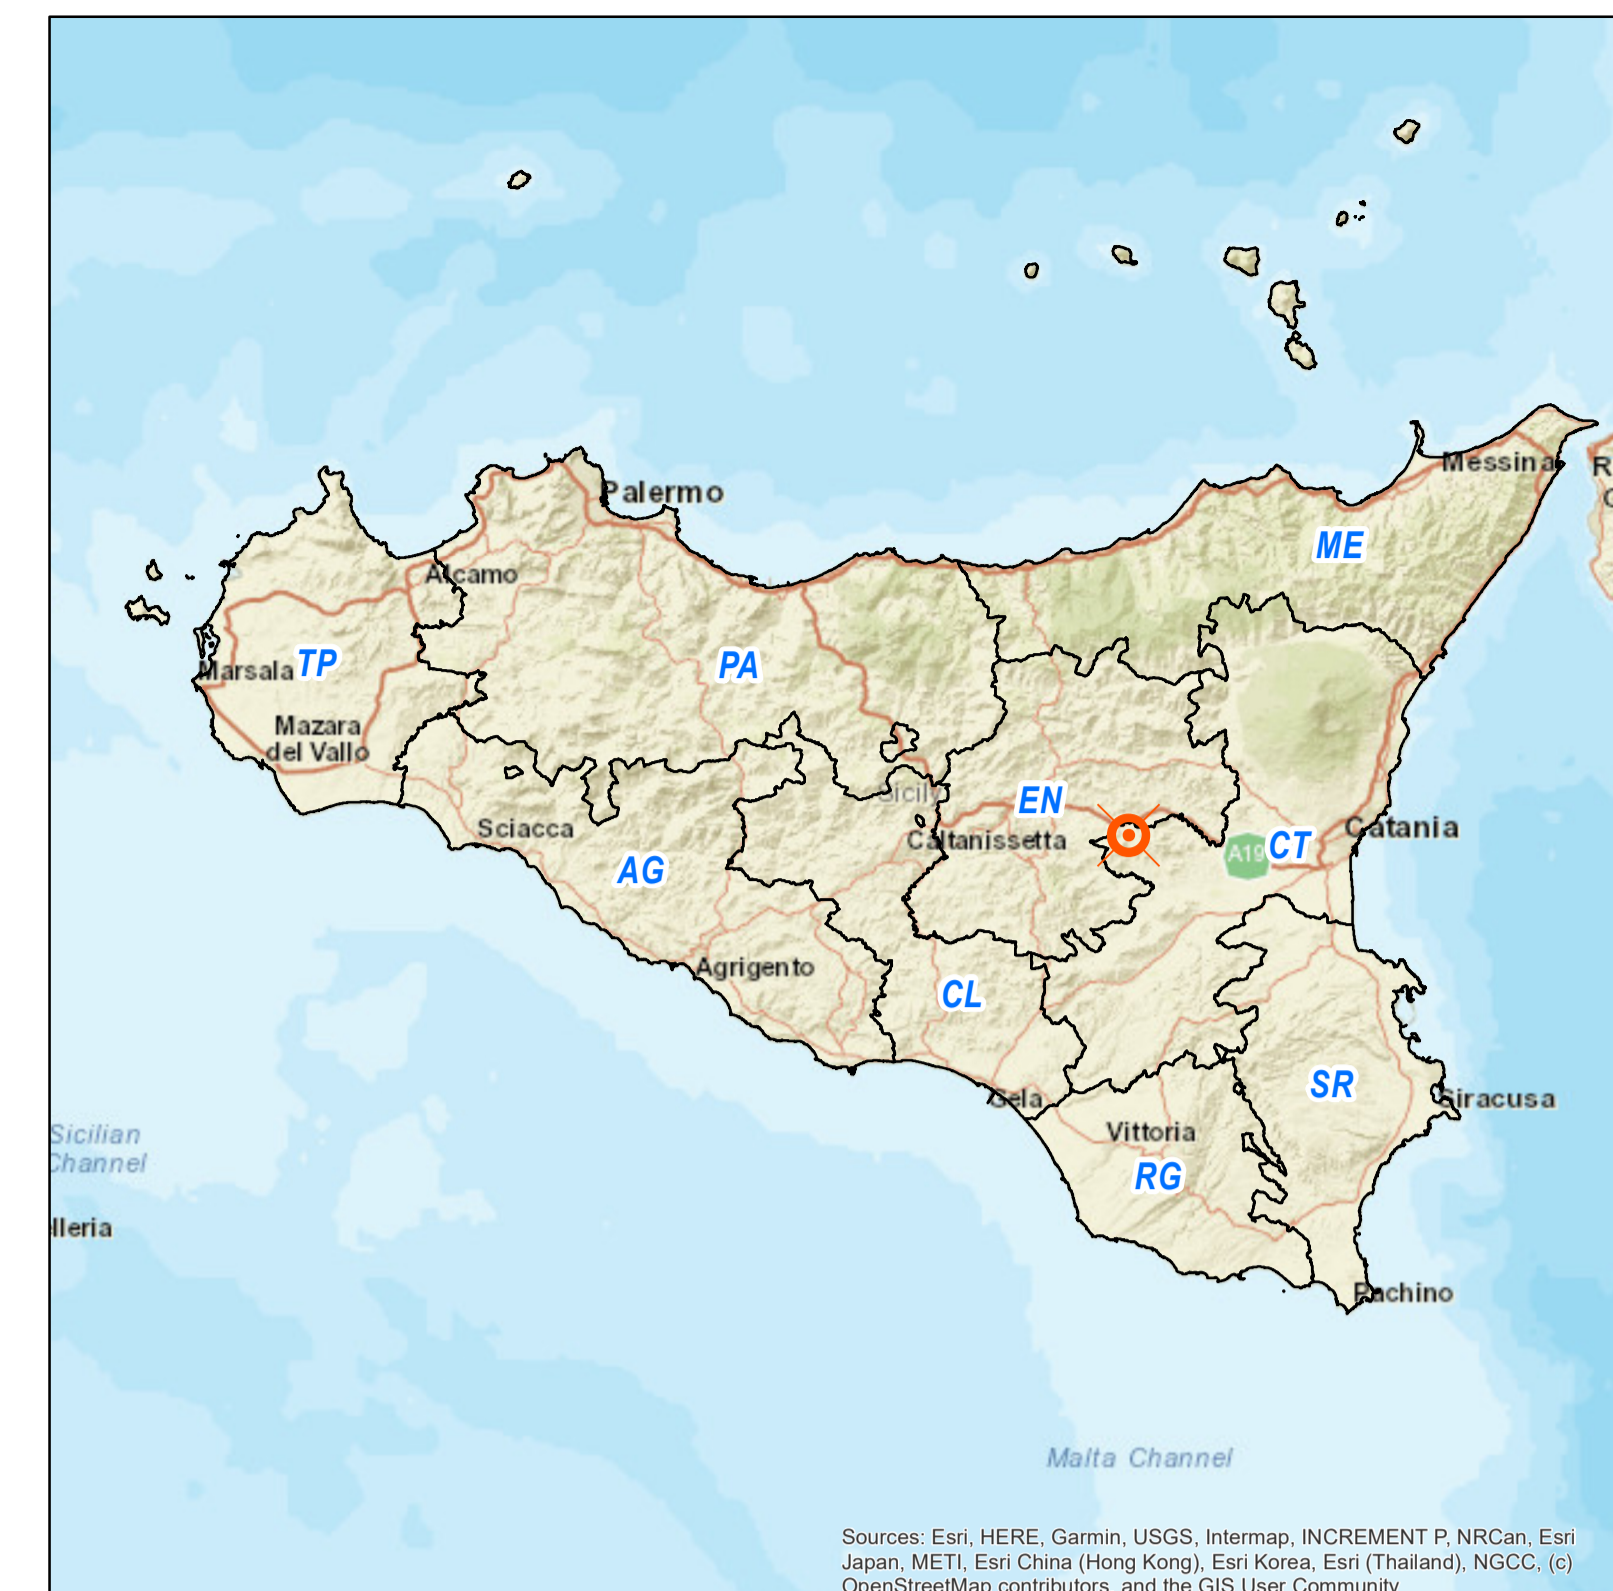 Palermo
Messina
R
ME
Alcamo
TP
Marsala
PA
Mazara
del Vallo
Sicily
EN
Sciacca
Caltanissetta
A19
CT
Catania
AG
Agrigento
CL
Gela
SR
Siracusa
Vittoria
RG
Sicilian
Channel
lleria
Pachino
Malta Channel
Sources: Esri, HERE, Garmin, USGS, Intermap, INCREMENT P, NRCan, Esri
Japan, METI, Esri China (Hong Kong), Esri Korea, Esri (Thailand), NGCC, (c)
OpenStreetMap contributors, and the GIS User Community